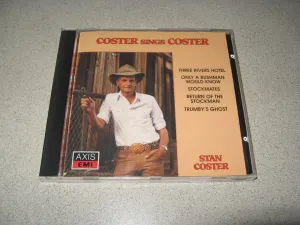 COSTER SINGS COSTER
THREE RIVERS HOTEL
ONLY A BUSHMAN
WOULD KNOW
STOCKMATES
RETURN OF THE
STOCKMAN
TRUMBY'S GHOST
AXIS
EMI
STAN
COSTER